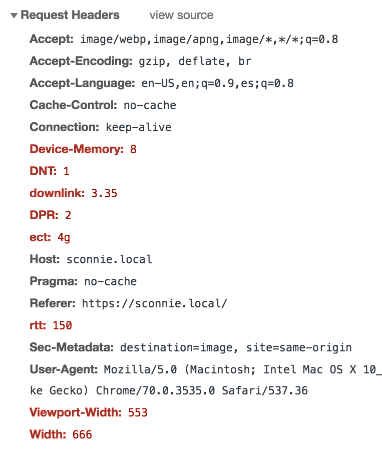 ▼ Request Headers view source
Accept: image/webp,image/apng,image/*,*/*;q=0.8
Accept-Encoding: gzip, deflate, br
Accept-Language: en-US,en;q=0.9,es;q=0.8
Cache-Control: no-cache
Connection: keep-alive
Device-Memory: 8
DNT: 1
downlink: 3.35
DPR: 2
ect: 4g
Host: sconnie.local
Pragma: no-cache
Referer: https://sconnie.local/
rtt: 150
Sec-Metadata: destination=image, site=same-origin
User-Agent: Mozilla/5.0 (Macintosh; Intel Mac OS X 10_
ke Gecko) Chrome/70.0.3535.0 Safari/537.36
Viewport-Width: 553
Width: 666